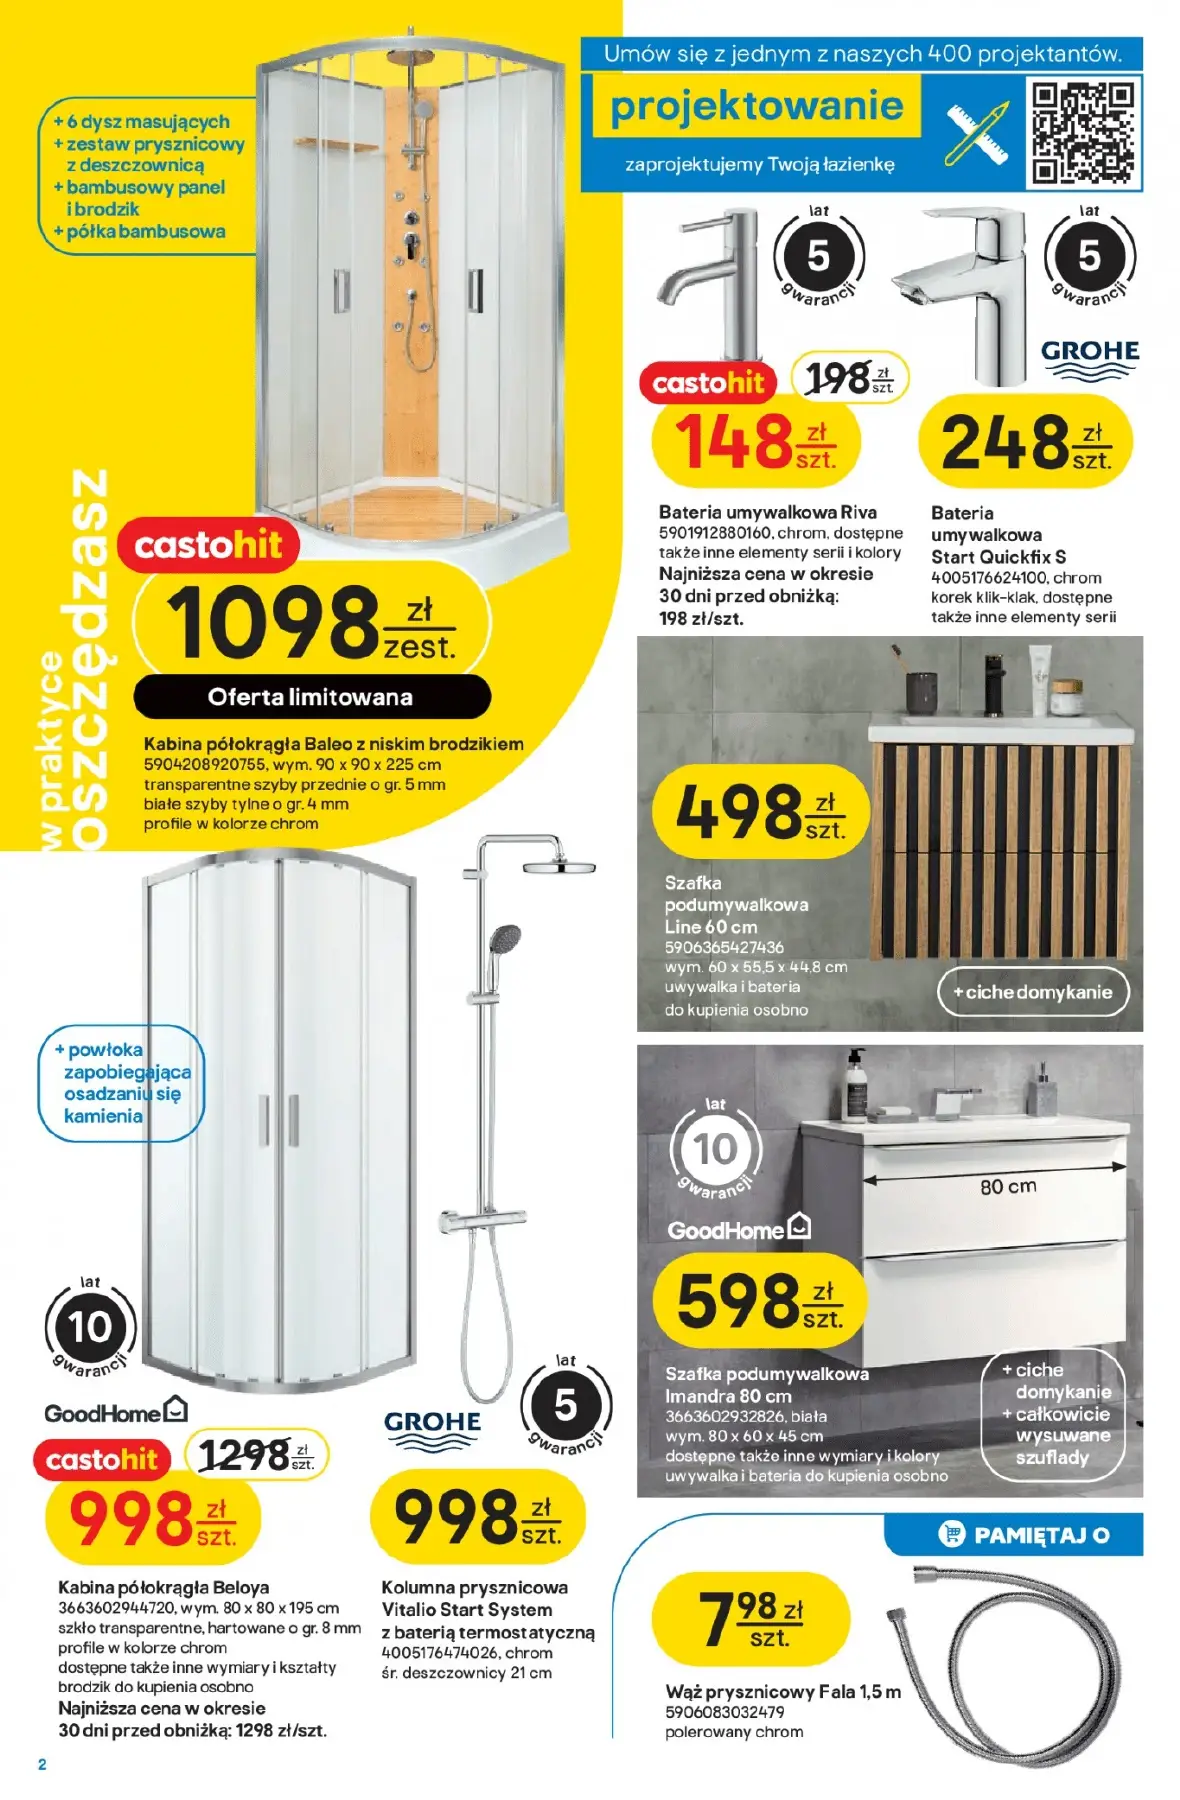 + 6 dysz masujących
+ zestaw prysznicowy
z deszczownicą
+ bambusowy panel
i brodzik
+ półka bambusowa
w praktyce
oszczędzasz
castohit
1098 zł
zest.
Oferta limitowana
Kabina półokrągła Baleo z niskim brodzikiem
5904208920755, wym. 90 x 90 x 225 cm
transparentne szyby przednie o gr. 5 mm
białe szyby tylne o gr. 4 mm
profile w kolorze chrom
Umów się z jednym z naszych 400 projektantów.
projektowanie
zaprojektujemy Twoją łazienkę
lat
5
gwarancji
castohit
198 zł
szt.
148 zł
szt.
Bateria umywalkowa Riva
5901912880160, chrom, dostępne
także inne elementy serii i kolory
Najniższa cena w okresie
30 dni przed obniżką:
198 zł/szt.
lat
5
gwarancji
GROHE
248 zł
szt.
Bateria
umywalkowa
Start Quickfix S
4005176624100, chrom
korek klik-klak, dostępne
także inne elementy serii
498 zł
szt.
Szafka
podumywalkowa
Line 60 cm
5906365427436
wym. 60 x 55,5 x 44,8 cm
uwywalka i bateria
do kupienia osobno
+ ciche domykanie
lat
10
gwarancji
GoodHome
80 cm
598 zł
szt.
Szafka podumywalkowa
Imandra 80 cm
3663602932826, biała
wym. 80 x 60 x 45 cm
dostępne także inne wymiary i kolory
uwywalka i bateria do kupienia osobno
+ ciche
domykanie
+ całkowicie
wysuwane
szuflady
+ powłoka
zapobiegająca
osadzaniu się
kamienia
lat
10
gwarancji
GoodHome
castohit
1298 zł
szt.
998 zł
szt.
Kabina półokrągła Beloya
3663602944720, wym. 80 x 80 x 195 cm
szkło transparentne, hartowane o gr. 8 mm
profile w kolorze chrom
dostępne także inne wymiary i kształty
brodzik do kupienia osobno
Najniższa cena w okresie
30 dni przed obniżką: 1298 zł/szt.
lat
5
gwarancji
GROHE
998 zł
szt.
Kolumna prysznicowa
Vitalio Start System
z baterią termostatyczną
4005176474026, chrom
śr. deszczownicy 21 cm
PAMIĘTAJ O
7 98 zł
szt.
Wąż prysznicowy Fala 1,5 m
5906083032479
polerowany chrom
2